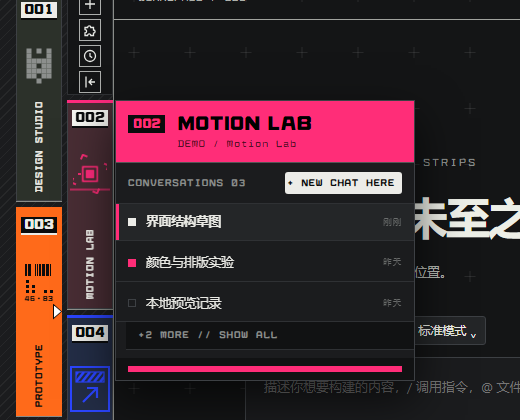 001
DESIGN STUDIO
002
MOTION LAB
003
46-83
PROTOTYPE
004
002 MOTION LAB
DEMO / Motion Lab
CONVERSATIONS 03
+ NEW CHAT HERE
界面结构草图 刚刚
颜色与排版实验 昨天
本地预览记录 昨天
+2 MORE // SHOW ALL
STRIPS
未至之
位置。
标准模式
描述你想要构建的内容，/ 调用指令，@ 文件